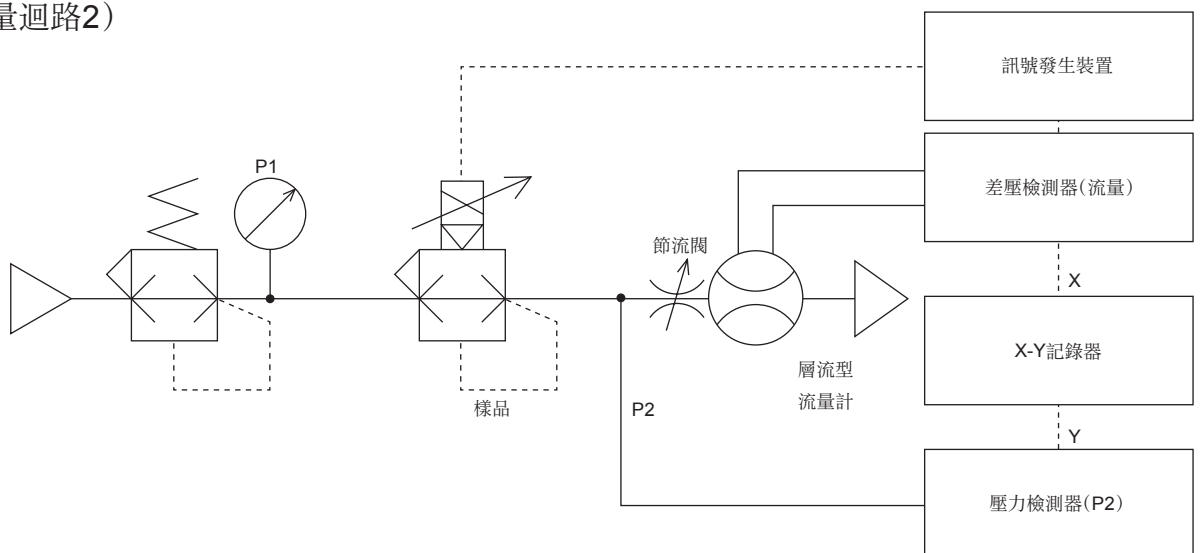 量迴路2）
訊號發生裝置
P1
差壓檢測器（流量）
節流閥
X
X-Y記錄器
層流型
流量計
樣品
P2
Y
壓力檢測器（P2）